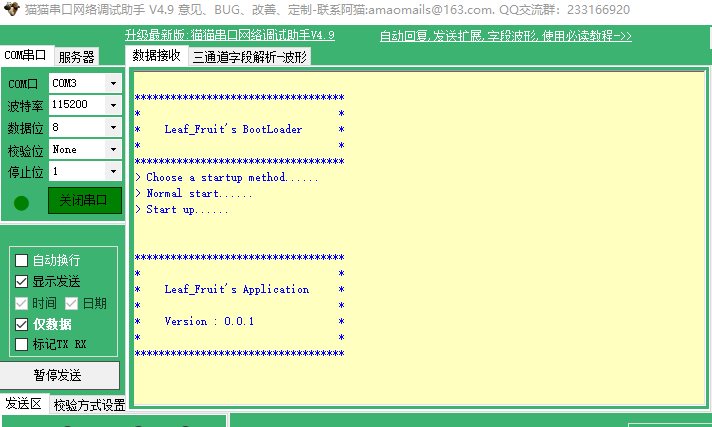 猫猫串口网络调试助手 V4.9 意见、BUG、改善、定制-联系阿猫:amaomails@163.com. QQ交流群：233166920
升级最新版:猫猫串口网络调试助手V4.9 自动回复,发送扩展,字段波形,使用必读教程->>
COM串口 服务器 数据接收 三通道字段解析-波形
COM口 COM3
波特率 115200
数据位 8
校验位 None
停止位 1
关闭串口
自动换行
显示发送
时间 日期
仅数据
标记TX RX
暂停发送
发送区 校验方式设置
***********************************
* *
* Leaf_Fruit's BootLoader *
* *
***********************************
> Choose a startup method......
> Normal start......
> Start up......
***********************************
* *
* Leaf_Fruit's Application *
* *
* Version : 0.0.1 *
* *
***********************************